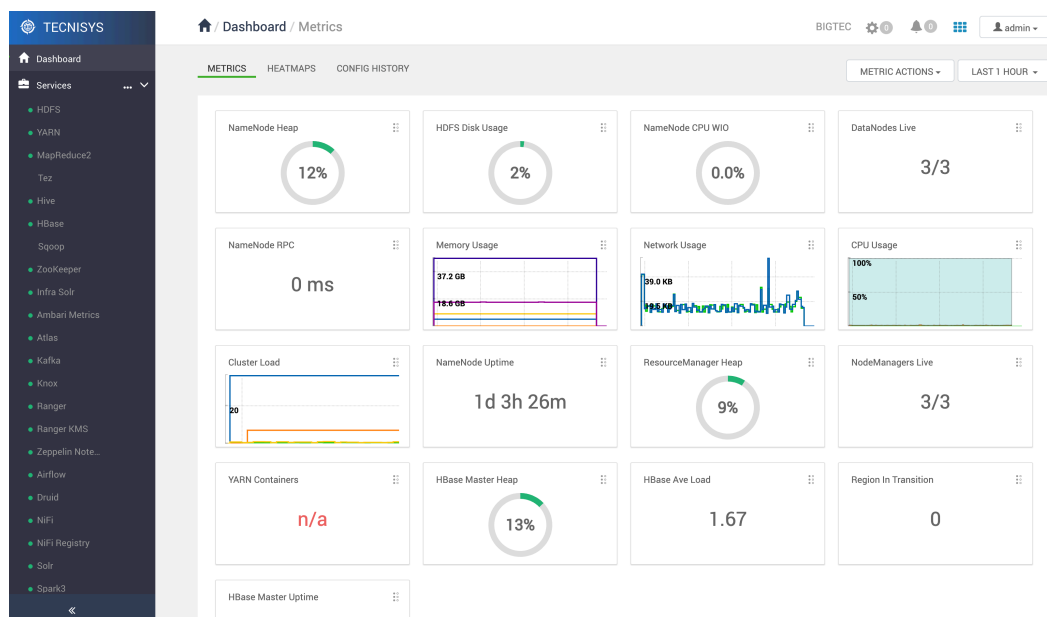 TECNISYS
/ Dashboard / Metrics
BIGTEC
0
0
admin
Dashboard
Services
...
HDFS
YARN
MapReduce2
Tez
Hive
HBase
Sqoop
ZooKeeper
Infra Solr
Ambari Metrics
Atlas
Kafka
Knox
Ranger
Ranger KMS
Zeppelin Note...
Airflow
Druid
NiFi
NiFi Registry
Solr
Spark3
«
METRICS
HEATMAPS
CONFIG HISTORY
METRIC ACTIONS
LAST 1 HOUR
NameNode Heap
12%
HDFS Disk Usage
2%
NameNode CPU WIO
0.0%
DataNodes Live
3/3
NameNode RPC
0 ms
Memory Usage
37.2 GB
18.6 GB
Network Usage
39.0 KB
19.5 KB
CPU Usage
100%
50%
Cluster Load
20
NameNode Uptime
1d 3h 26m
ResourceManager Heap
9%
NodeManagers Live
3/3
YARN Containers
n/a
HBase Master Heap
13%
HBase Ave Load
1.67
Region In Transition
0
HBase Master Uptime